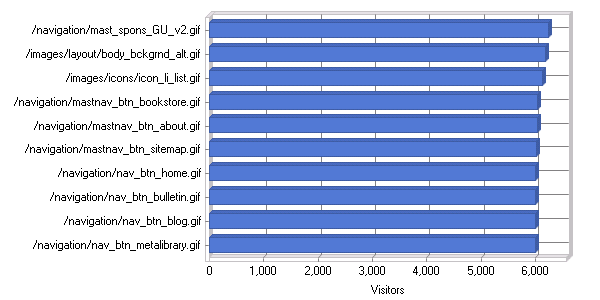 /navigation/mast_spons_GU_v2.gif
/images/layout/body_bckgrnd_alt.gif
/images/icons/icon_li_list.gif
/navigation/mastnav_btn_bookstore.gif
/navigation/mastnav_btn_about.gif
/navigation/mastnav_btn_sitemap.gif
/navigation/nav_btn_home.gif
/navigation/nav_btn_bulletin.gif
/navigation/nav_btn_blog.gif
/navigation/nav_btn_metalibrary.gif
0 1,000 2,000 3,000 4,000 5,000 6,000
Visitors